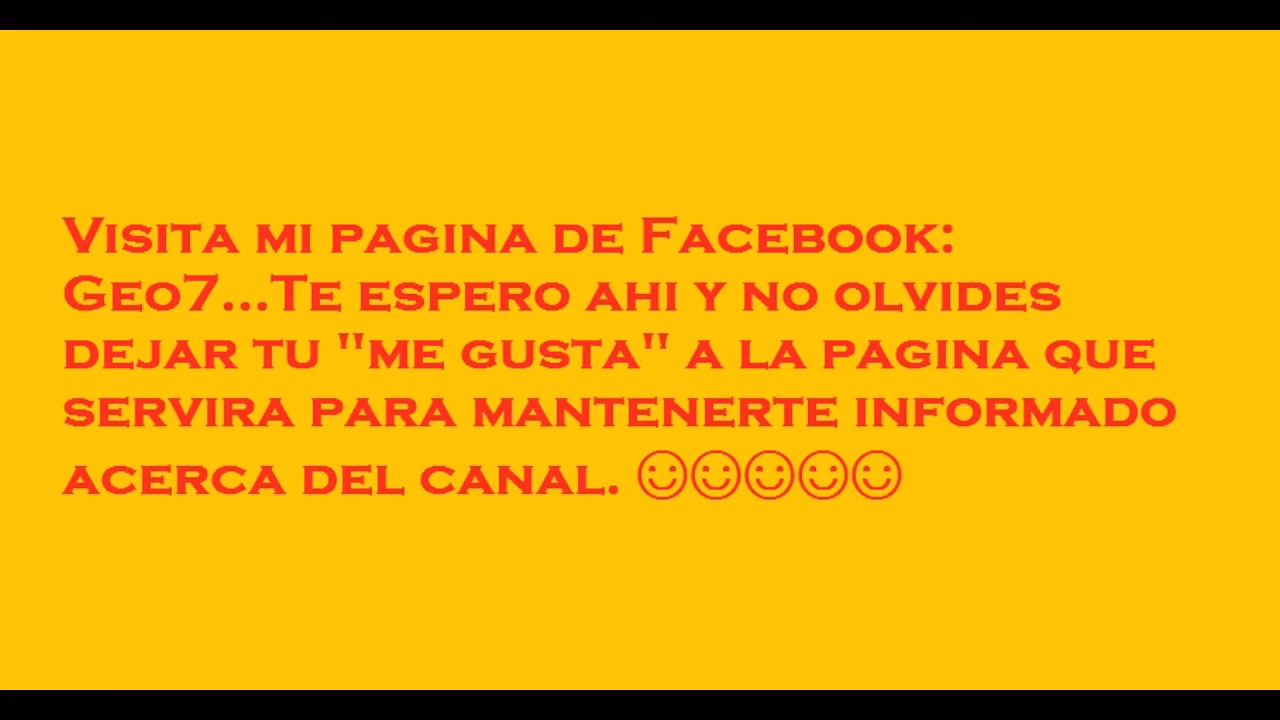 Visita mi pagina de Facebook:
Geo7...Te espero ahi y no olvides
dejar tu "me gusta" a la pagina que
servira para mantenerte informado
acerca del canal. ☺☺☺☺☺